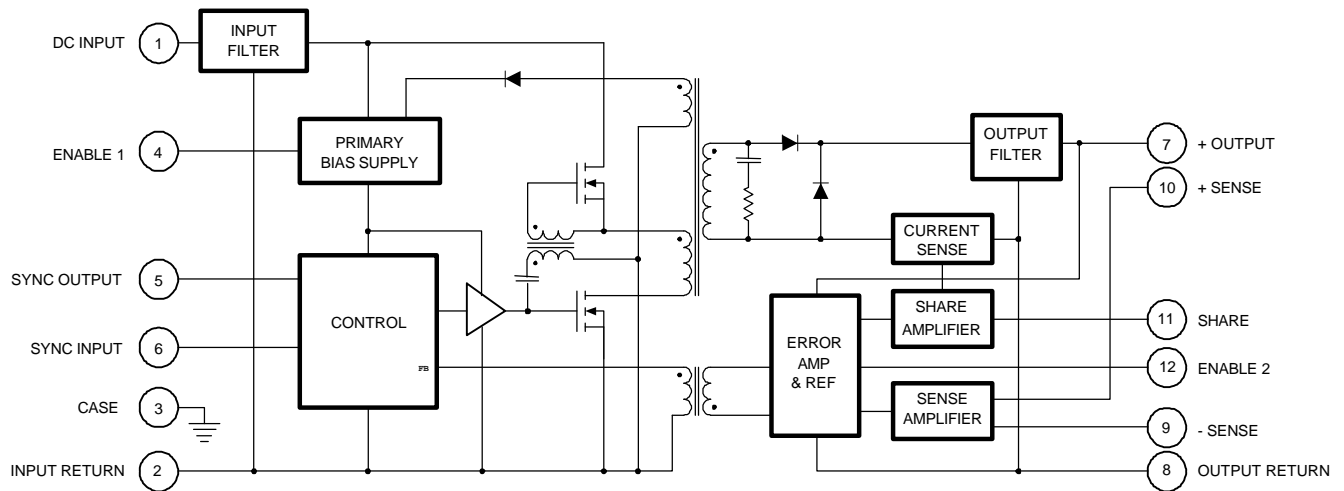 DC INPUT
1
INPUT
FILTER
ENABLE 1
4
PRIMARY
BIAS SUPPLY
SYNC OUTPUT
5
SYNC INPUT
6
CONTROL
FB
CASE
3
INPUT RETURN
2
OUTPUT
FILTER
7
+ OUTPUT
10
+ SENSE
CURRENT
SENSE
SHARE
AMPLIFIER
11
SHARE
ERROR
AMP
& REF
12
ENABLE 2
SENSE
AMPLIFIER
9
- SENSE
8
OUTPUT RETURN